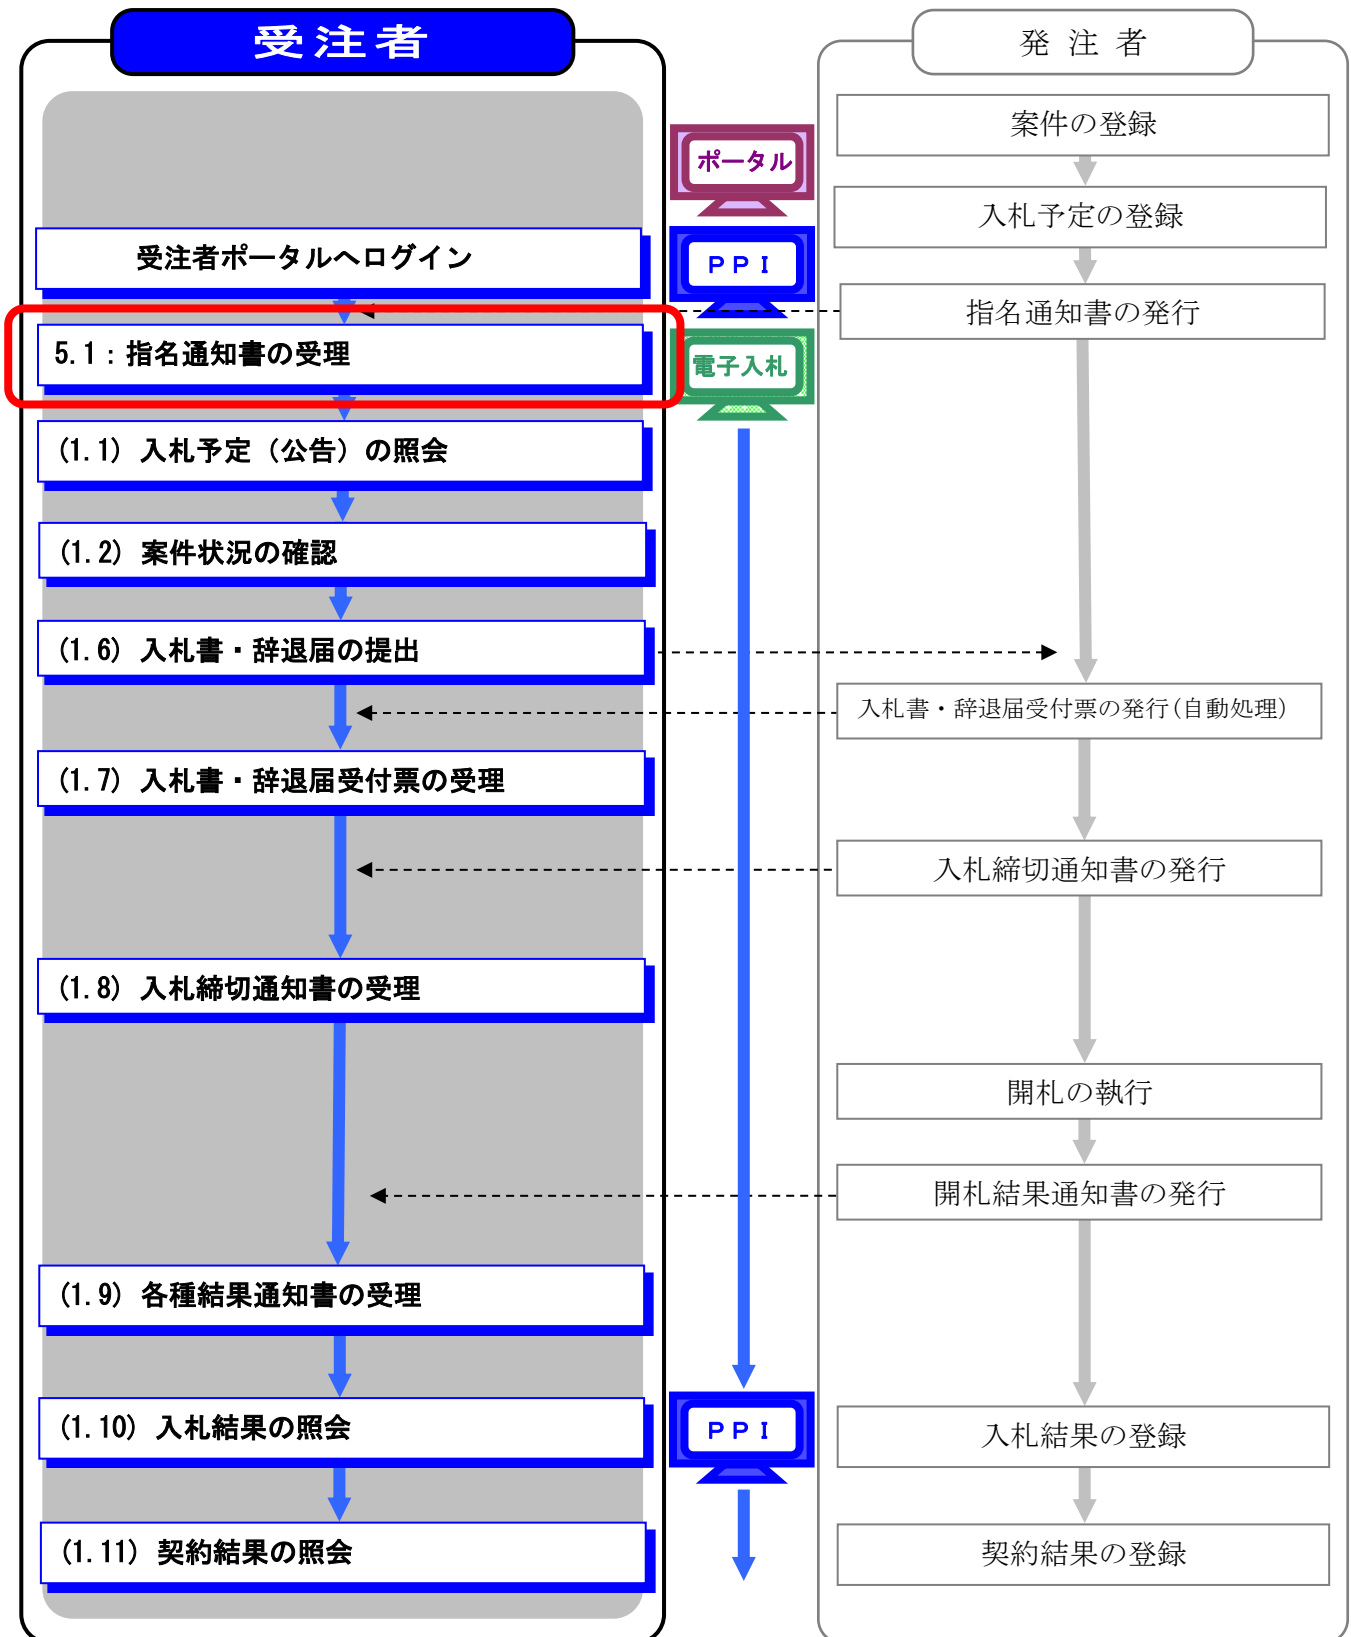 受注者
受注者ポータルへログイン
5.1：指名通知書の受理
(1.1) 入札予定（公告）の照会
(1.2) 案件状況の確認
(1.6) 入札書・辞退届の提出
(1.7) 入札書・辞退届受付票の受理
(1.8) 入札締切通知書の受理
(1.9) 各種結果通知書の受理
(1.10) 入札結果の照会
(1.11) 契約結果の照会
ポータル
ＰＰＩ
電子入札
ＰＰＩ
発 注 者
案件の登録
入札予定の登録
指名通知書の発行
入札書・辞退届受付票の発行(自動処理)
入札締切通知書の発行
開札の執行
開札結果通知書の発行
入札結果の登録
契約結果の登録